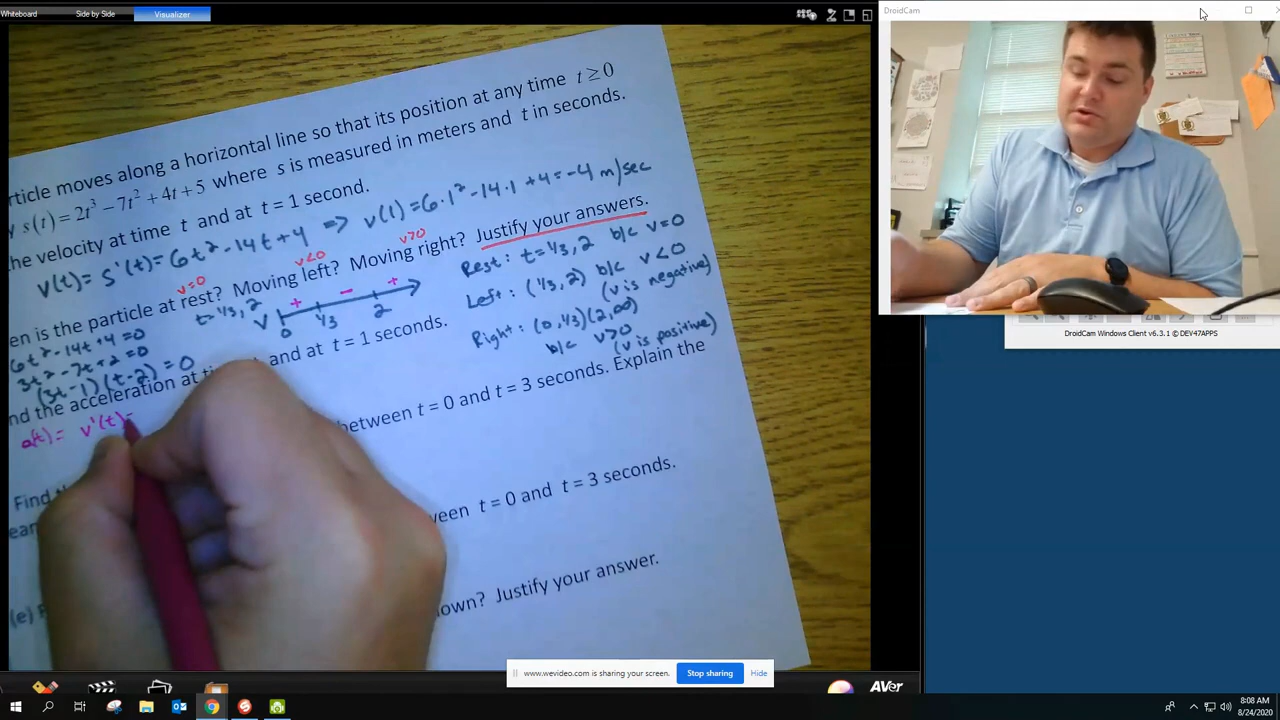 Whiteboard Side by Side Visualizer
DroidCam
rticle moves along a horizontal line so that its position at any time t ≥ 0
y s(t) = 2t³ − 7t² + 4t + 5 where s is measured in meters and t in seconds.
the velocity at time t and at t = 1 second.
v(t) = s'(t) = 6t² - 14t + 4 ⇒ v(1) = 6·1² - 14·1 + 4 = -4 m/sec
v=0 v<0 v>0
en is the particle at rest? Moving left? Moving right? Justify your answers.
6t² - 14t + 4 = 0
3t² - 7t + 2 = 0
(3t-1)(t-2) = 0
t = 1/3, 2
v + - +
0 1/3 2
Rest: t = 1/3, 2 b/c v=0
Left: (1/3, 2) b/c v<0
(v is negative)
Right: (0, 1/3)(2, ∞)
b/c v>0
(v is positive)
nd the acceleration at ti and at t = 1 seconds.
a(t) = v'(t) =
Find th between t = 0 and t = 3 seconds. Explain the
ean
een t = 0 and t = 3 seconds.
(e) F down? Justify your answer.
DroidCam Windows Client v6.3.1 © DEV47APPS
www.wevideo.com is sharing your screen. Stop sharing Hide
AVer
8:08 AM
8/24/2020